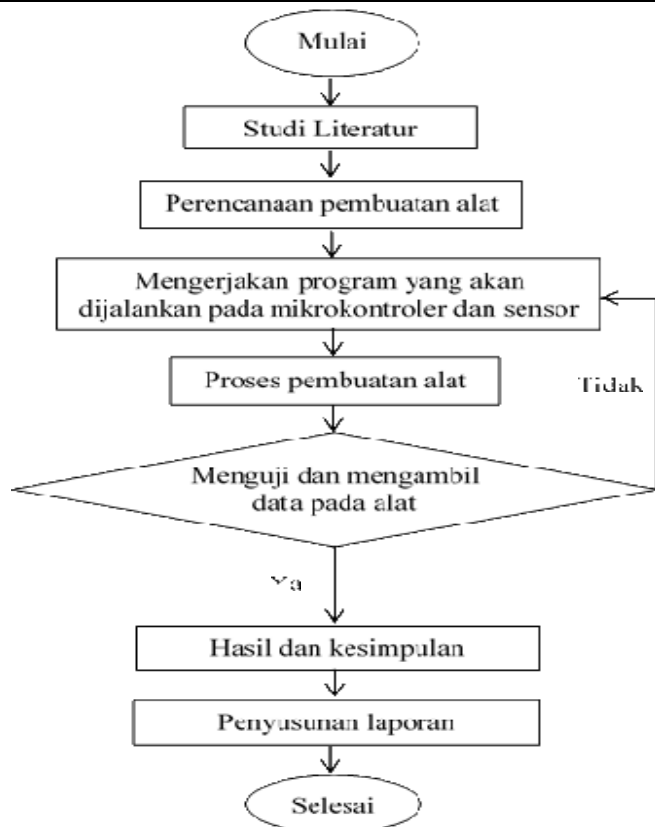 Mulai
Studi Literatur
Perencanaan pembuatan alat
Mengerjakan program yang akan
dijalankan pada mikrokontroler dan sensor
Proses pembuatan alat
Tidak
Menguji dan mengambil
data pada alat
Ya
Hasil dan kesimpulan
Penyusunan laporan
Selesai